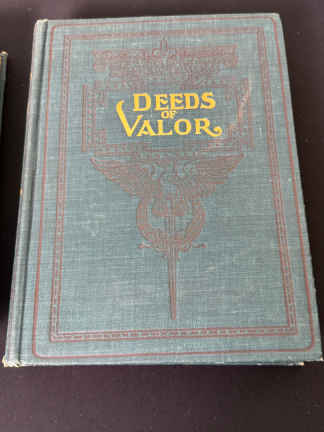 DEEDS
OF
VALOR